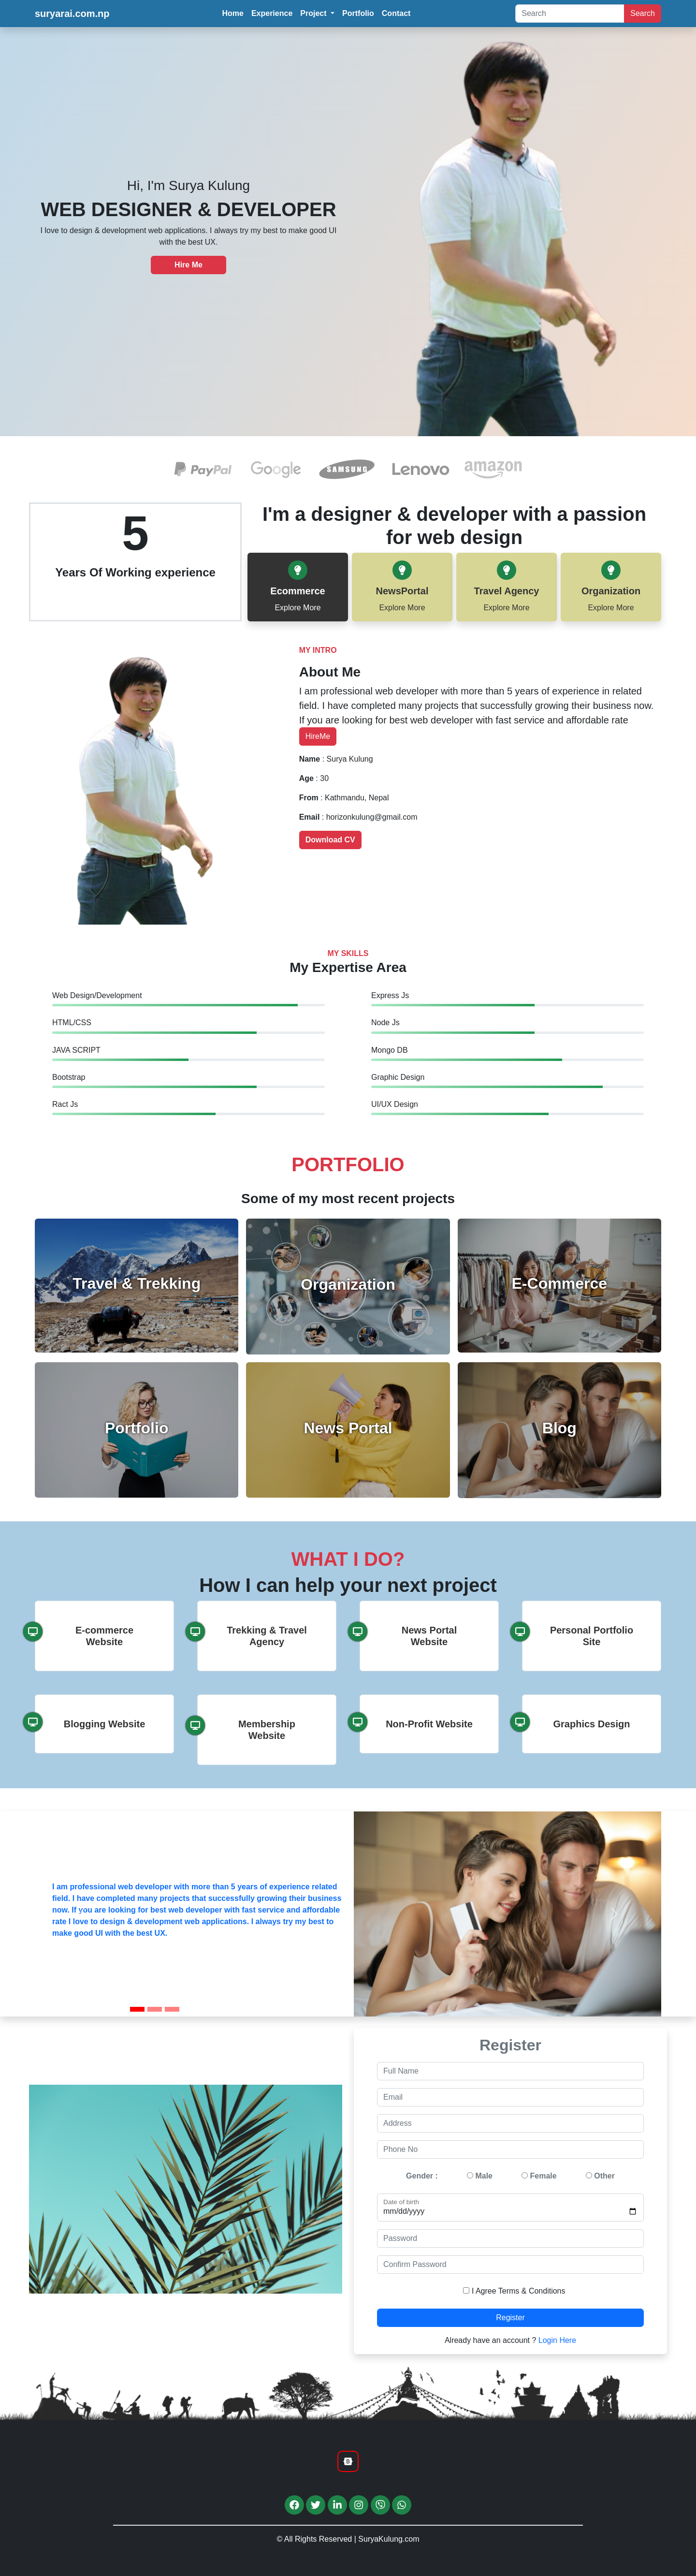 suryarai.com.np
Home Experience Project Portfolio Contact
Search Search
Hi, I'm Surya Kulung
WEB DESIGNER & DEVELOPER
I love to design & development web applications. I always try my best to make good UI
with the best UX.
Hire Me
PayPal Google SAMSUNG Lenovo amazon
5
Years Of Working experience
I'm a designer & developer with a passion
for web design
Ecommerce
Explore More
NewsPortal
Explore More
Travel Agency
Explore More
Organization
Explore More
MY INTRO
About Me
I am professional web developer with more than 5 years of experience in related
field. I have completed many projects that successfully growing their business now.
If you are looking for best web developer with fast service and affordable rate
HireMe
Name : Surya Kulung
Age : 30
From : Kathmandu, Nepal
Email : horizonkulung@gmail.com
Download CV
MY SKILLS
My Expertise Area
Web Design/Development
HTML/CSS
JAVA SCRIPT
Bootstrap
Ract Js
Express Js
Node Js
Mongo DB
Graphic Design
UI/UX Design
PORTFOLIO
Some of my most recent projects
Travel & Trekking
Organization
E-Commerce
Portfolio
News Portal
Blog
WHAT I DO?
How I can help your next project
E-commerce
Website
Trekking & Travel
Agency
News Portal
Website
Personal Portfolio
Site
Blogging Website
Membership
Website
Non-Profit Website
Graphics Design
I am professional web developer with more than 5 years of experience related
field. I have completed many projects that successfully growing their business
now. If you are looking for best web developer with fast service and affordable
rate I love to design & development web applications. I always try my best to
make good UI with the best UX.
Register
Full Name
Email
Address
Phone No
Gender : Male Female Other
Date of birth
mm/dd/yyyy
Password
Confirm Password
I Agree Terms & Conditions
Register
Already have an account ? Login Here
© All Rights Reserved | SuryaKulung.com